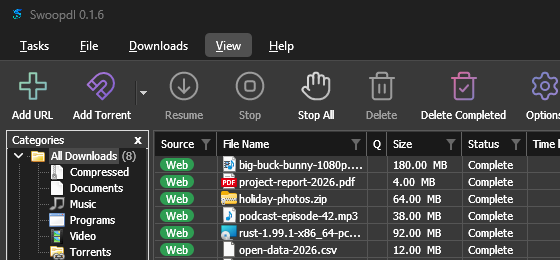 Swoopdl 0.1.6
Tasks File Downloads View Help
Add URL Add Torrent Resume Stop Stop All Delete Delete Completed Options
Categories x Source File Name Q Size Status Time
All Downloads (8) Web big-buck-bunny-1080p.... 180.00 MB Complete
Compressed Web project-report-2026.pdf 4.00 MB Complete
Documents Web holiday-photos.zip 64.00 MB Complete
Music Web podcast-episode-42.mp3 38.00 MB Complete
Programs Web rust-1.99.1-x86_64-pc... 92.00 MB Complete
Video Web open-data-2026.csv 12.00 MB Complete
Torrents